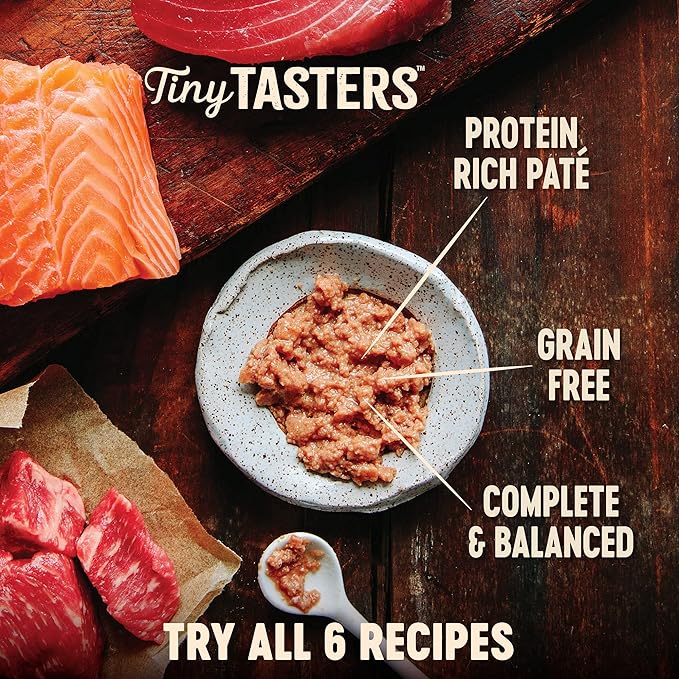 Tiny TASTERS™
PROTEIN
RICH PATÉ
GRAIN
FREE
COMPLETE
& BALANCED
TRY ALL 6 RECIPES